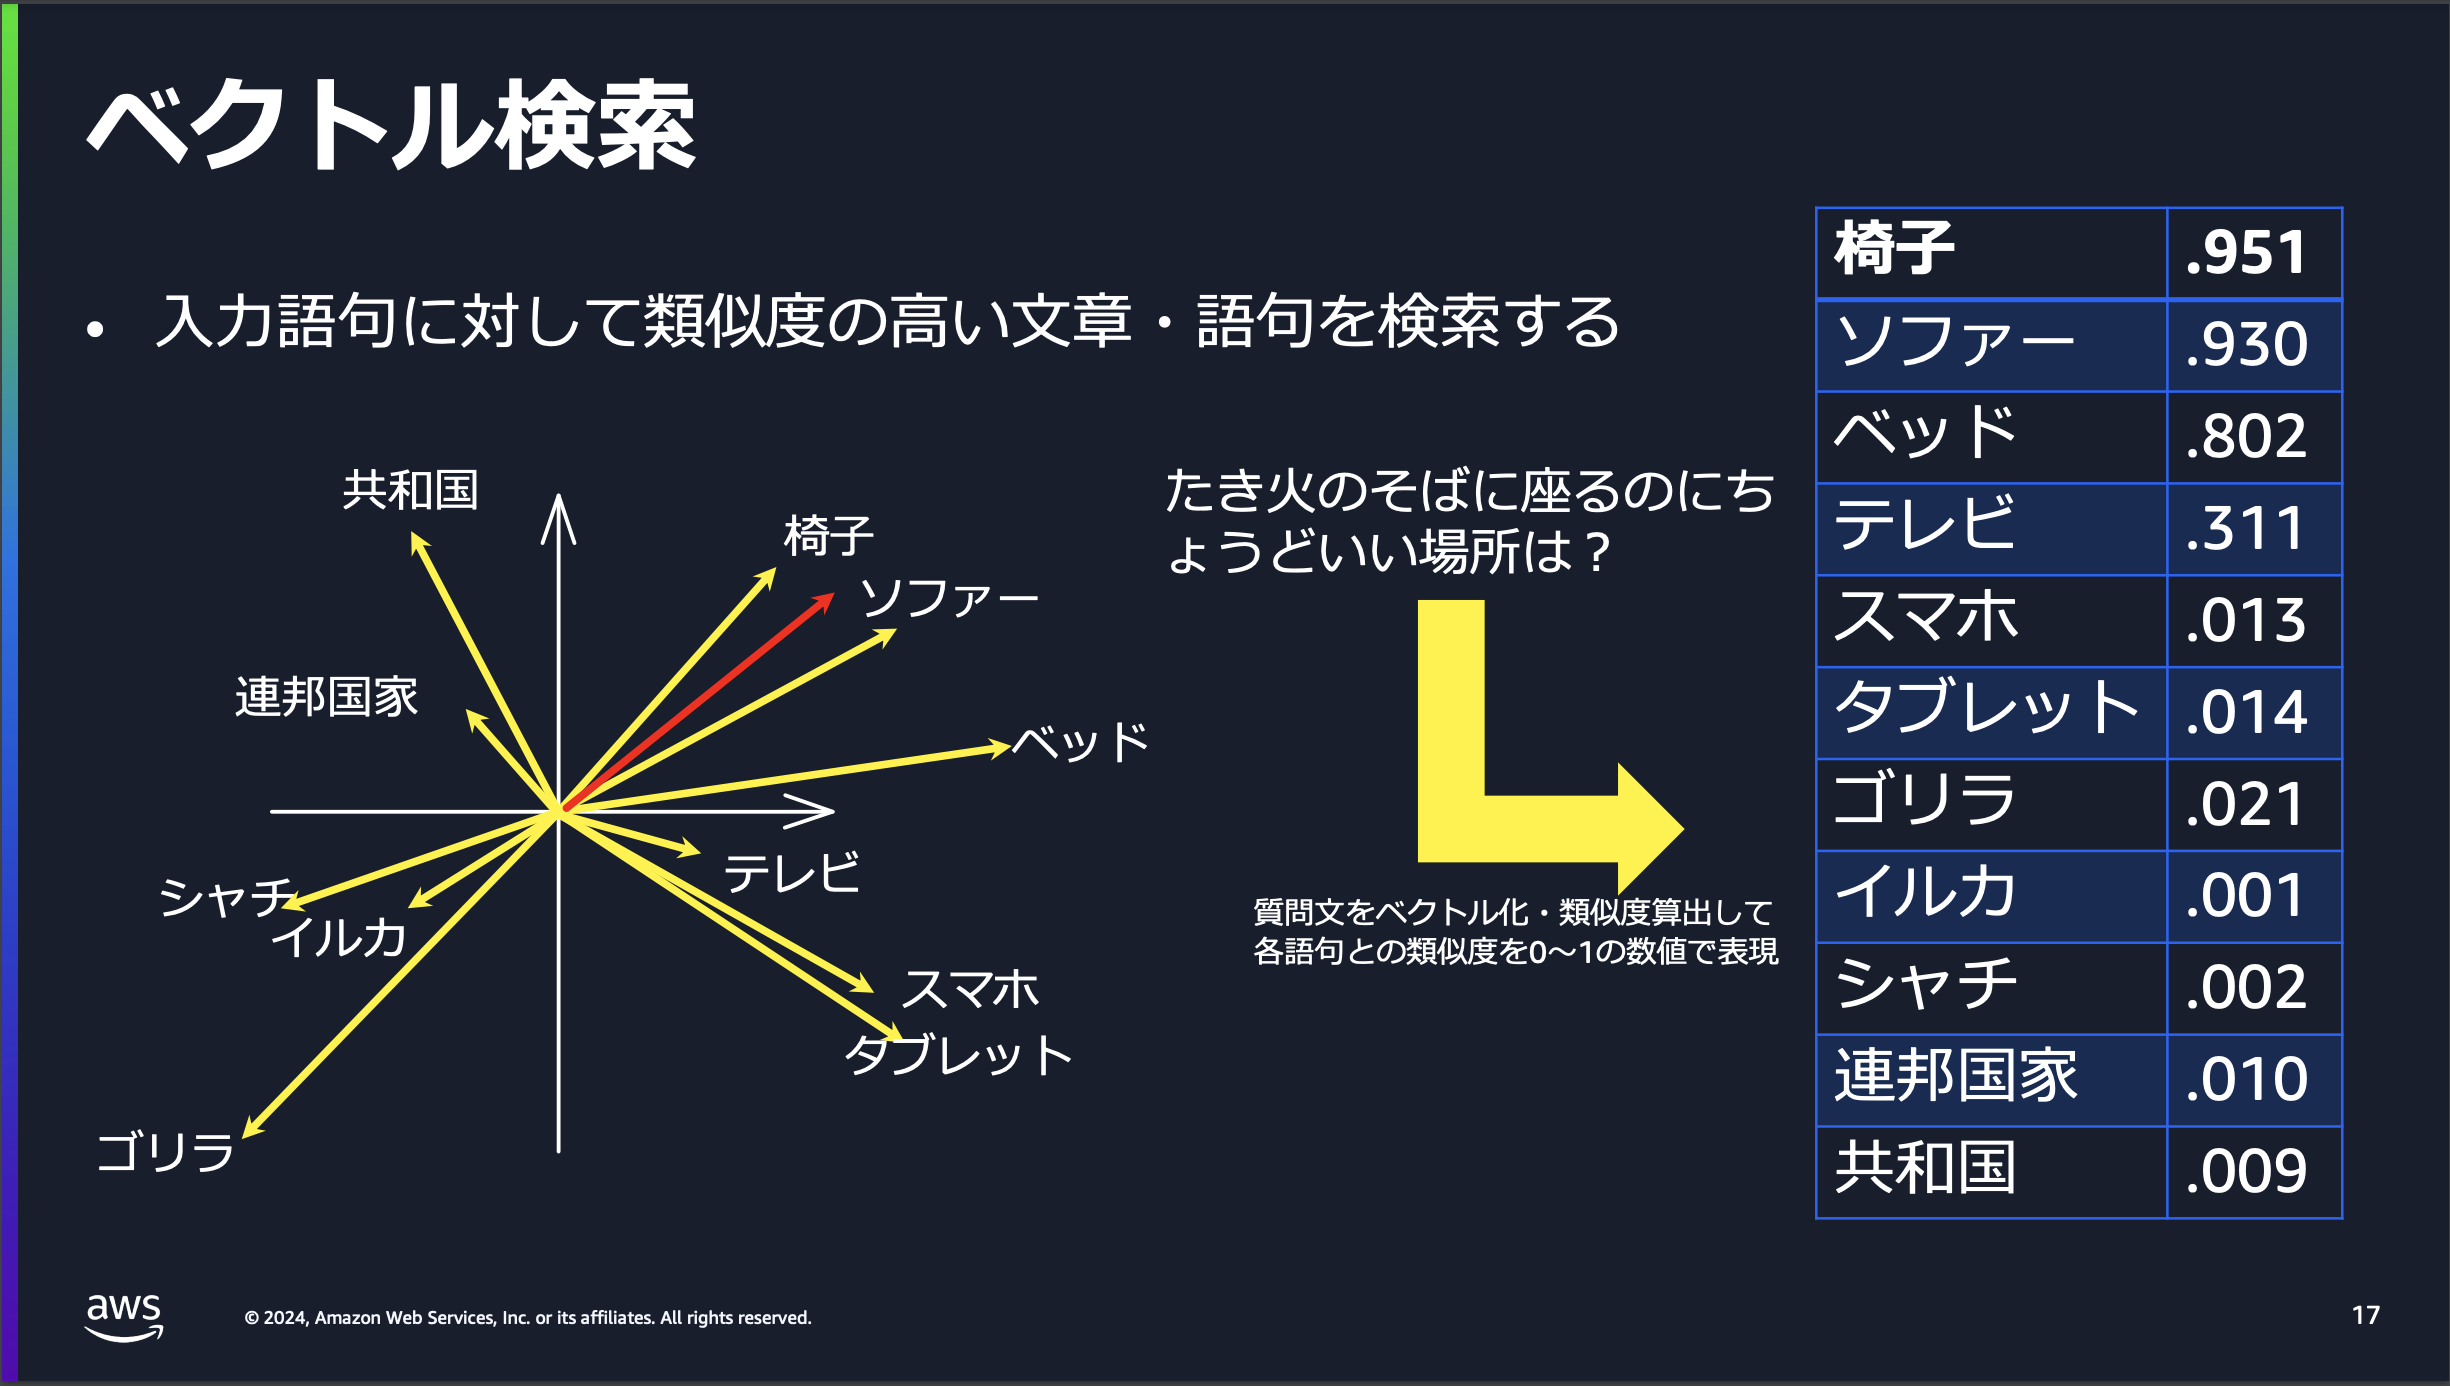 ベクトル検索
• 入力語句に対して類似度の高い文章・語句を検索する
共和国
椅子
ソファー
連邦国家
ベッド
テレビ
シャチ
イルカ
スマホ
タブレット
ゴリラ
たき火のそばに座るのにち
ょうどいい場所は？
質問文をベクトル化・類似度算出して
各語句との類似度を0～1の数値で表現
椅子 .951
ソファー .930
ベッド .802
テレビ .311
スマホ .013
タブレット .014
ゴリラ .021
イルカ .001
シャチ .002
連邦国家 .010
共和国 .009
aws
© 2024, Amazon Web Services, Inc. or its affiliates. All rights reserved.
17